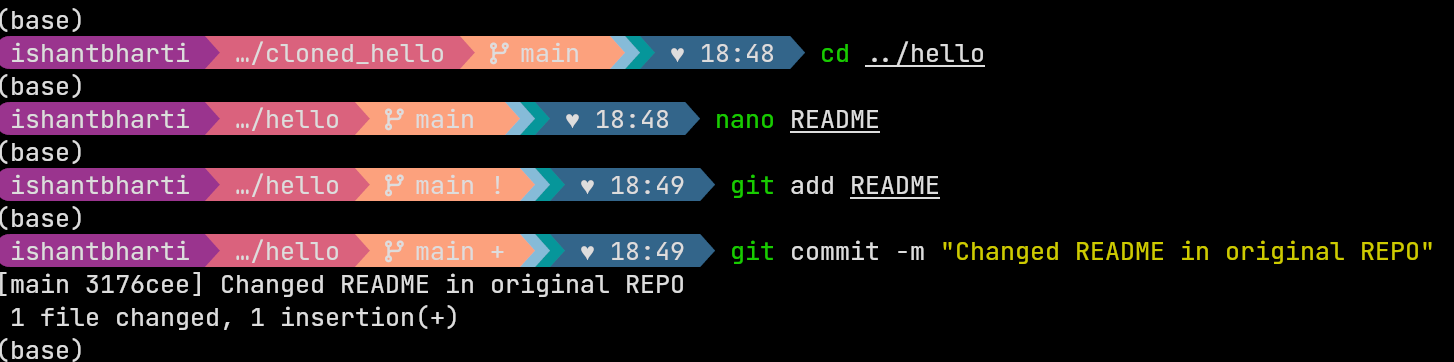 (base)
ishantbharti …/cloned_hello main ♥ 18:48 cd ../hello
(base)
ishantbharti …/hello main ♥ 18:48 nano README
(base)
ishantbharti …/hello main ! ♥ 18:49 git add README
(base)
ishantbharti …/hello main + ♥ 18:49 git commit -m "Changed README in original REPO"
[main 3176cee] Changed README in original REPO
1 file changed, 1 insertion(+)
(base)